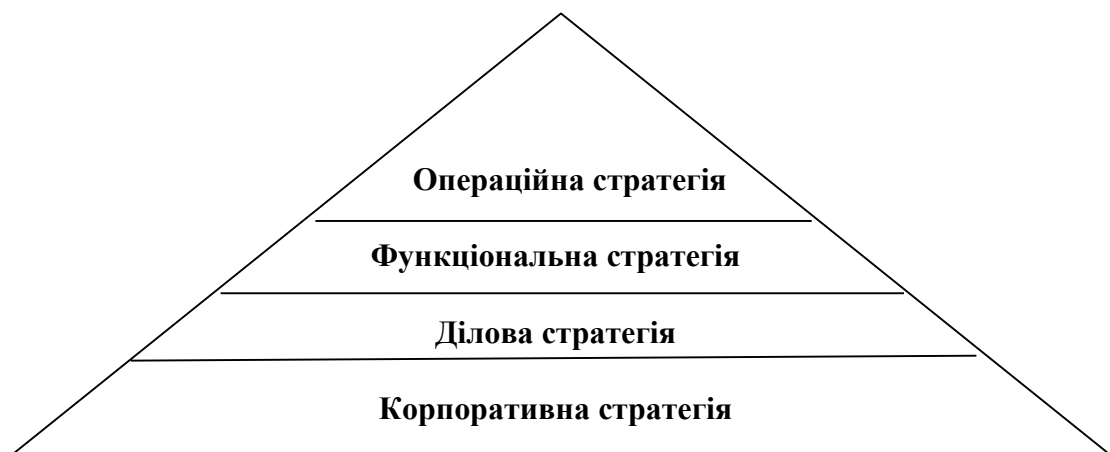 Операційна стратегія
Функціональна стратегія
Ділова стратегія
Корпоративна стратегія